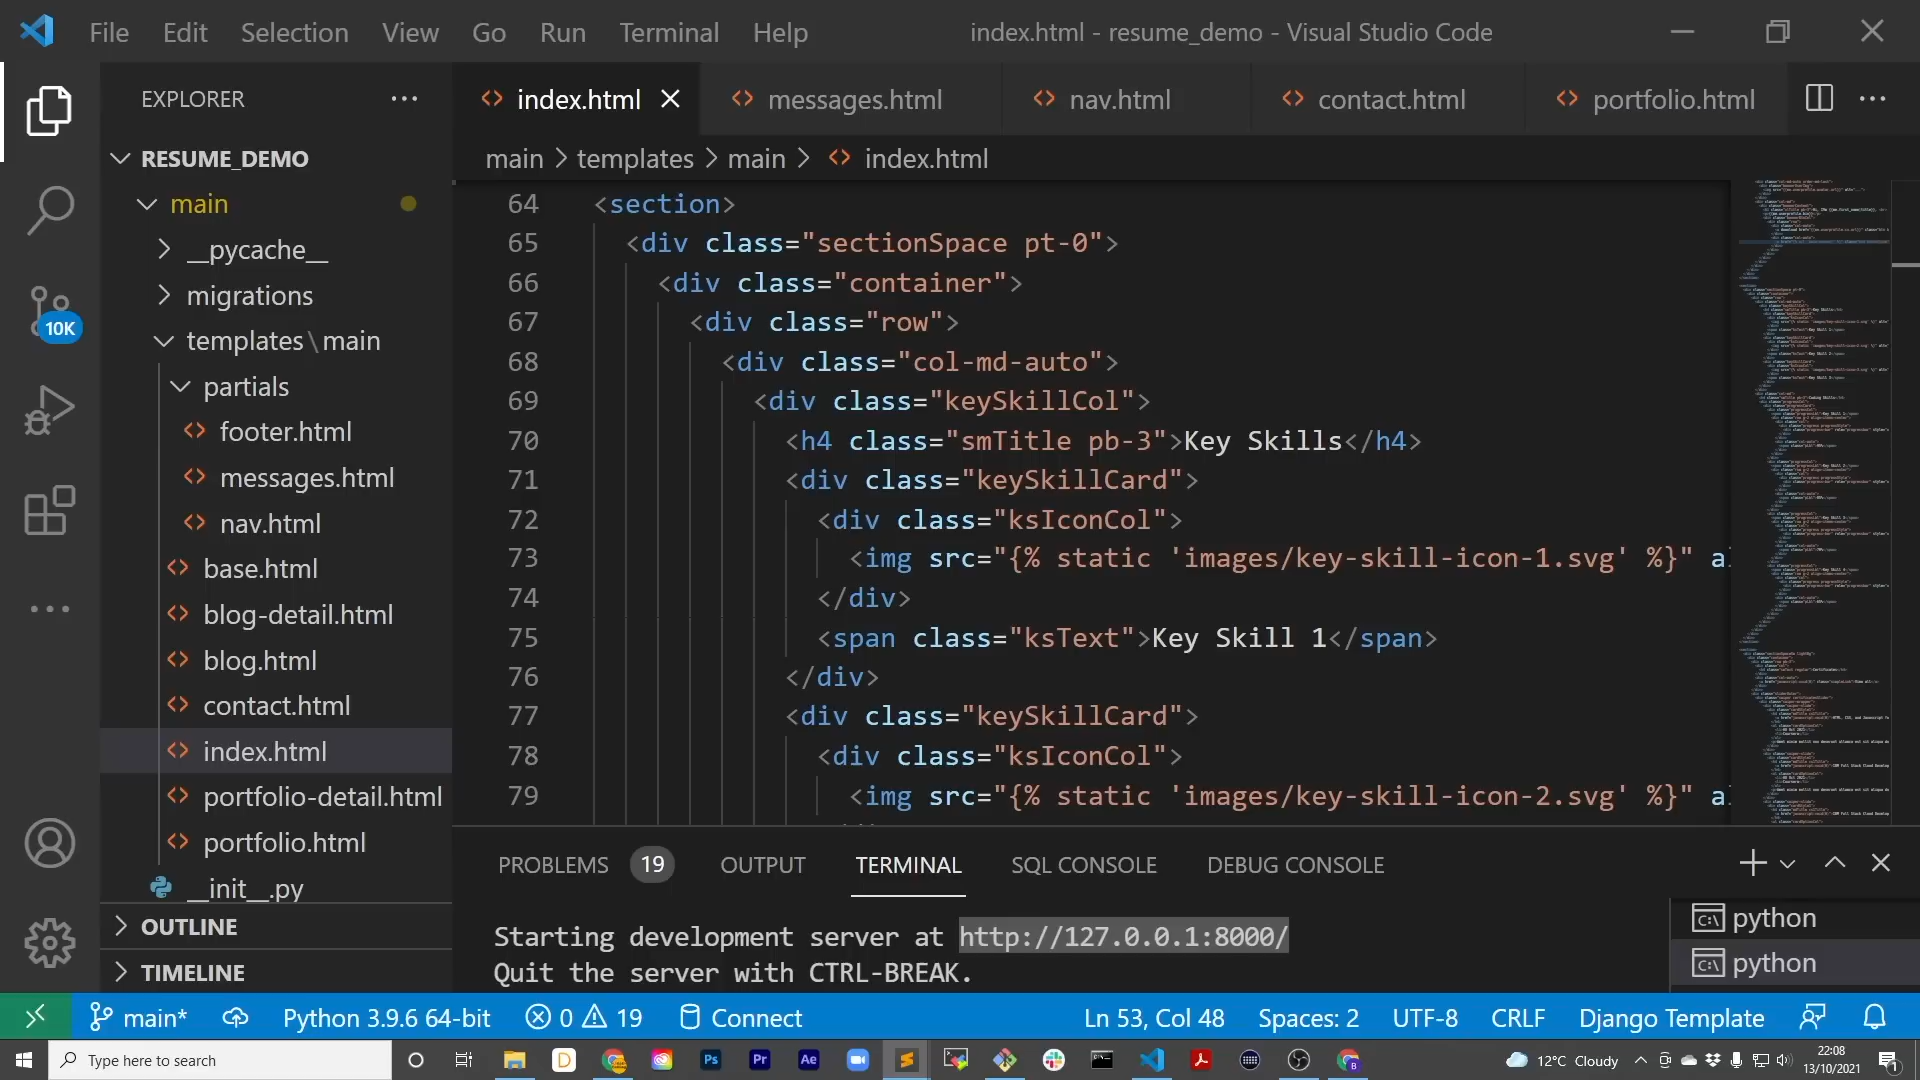 File Edit Selection View Go Run Terminal Help index.html - resume_demo - Visual Studio Code
EXPLORER
RESUME_DEMO
main
__pycache__
migrations
templates\main
partials
footer.html
messages.html
nav.html
base.html
blog-detail.html
blog.html
contact.html
index.html
portfolio-detail.html
portfolio.html
__init__.py
OUTLINE
TIMELINE
10K
index.html messages.html nav.html contact.html portfolio.html
main > templates > main > index.html
64 <section>
65 <div class="sectionSpace pt-0">
66 <div class="container">
67 <div class="row">
68 <div class="col-md-auto">
69 <div class="keySkillCol">
70 <h4 class="smTitle pb-3">Key Skills</h4>
71 <div class="keySkillCard">
72 <div class="ksIconCol">
73 <img src="{% static 'images/key-skill-icon-1.svg' %}" al
74 </div>
75 <span class="ksText">Key Skill 1</span>
76 </div>
77 <div class="keySkillCard">
78 <div class="ksIconCol">
79 <img src="{% static 'images/key-skill-icon-2.svg' %}" al
PROBLEMS 19 OUTPUT TERMINAL SQL CONSOLE DEBUG CONSOLE
Starting development server at http://127.0.0.1:8000/
Quit the server with CTRL-BREAK.
python
python
main* Python 3.9.6 64-bit 0 19 Connect Ln 53, Col 48 Spaces: 2 UTF-8 CRLF Django Template
Type here to search
D Ps Pr Ae
12°C Cloudy
22:08
13/10/2021
1